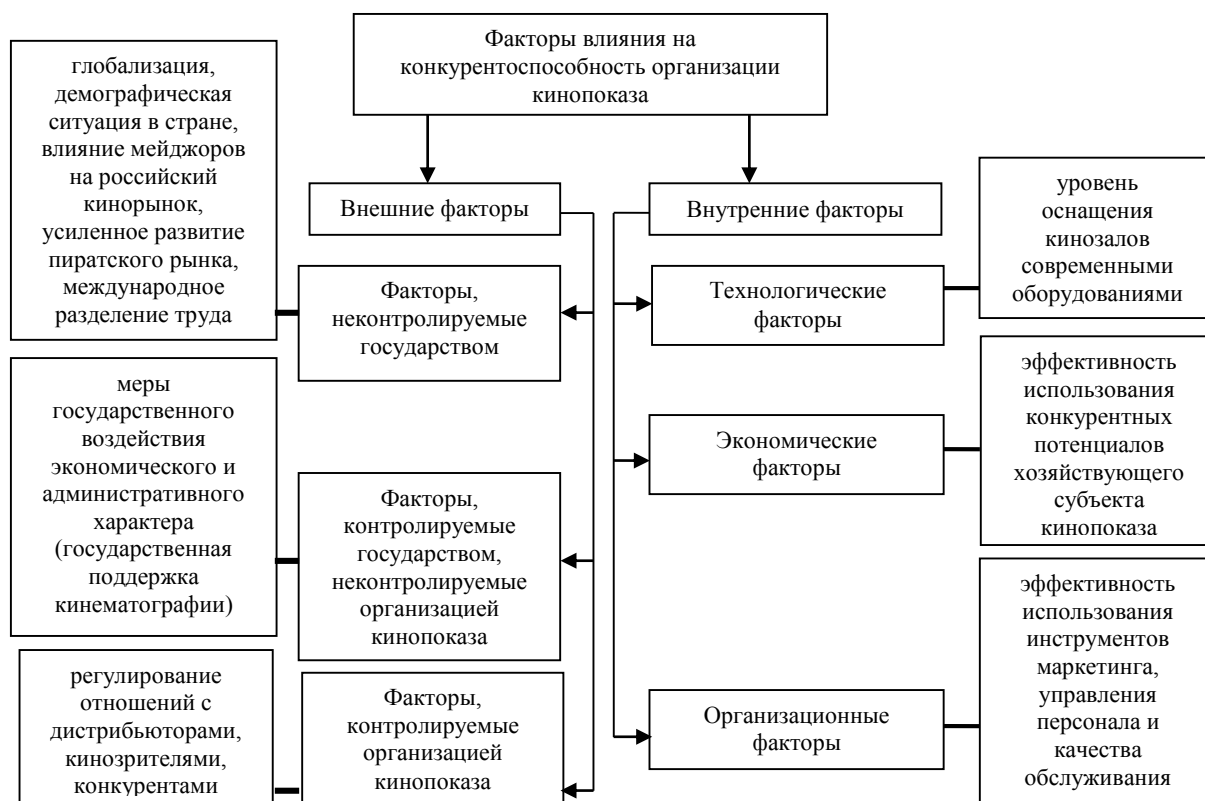 Факторы влияния на
конкурентоспособность организации
кинопоказа
Внешние факторы
Внутренние факторы
глобализация,
демографическая
ситуация в стране,
влияние мейджоров
на российский
кинорынок,
усиленное развитие
пиратского рынка,
международное
разделение труда
Факторы,
неконтролируемые
государством
меры
государственного
воздействия
экономического и
административного
характера
(государственная
поддержка
кинематографии)
Факторы,
контролируемые
государством,
неконтролируемые
организацией
кинопоказа
регулирование
отношений с
дистрибьюторами,
кинозрителями,
конкурентами
Факторы,
контролируемые
организацией
кинопоказа
Технологические
факторы
уровень
оснащения
кинозалов
современными
оборудованиями
Экономические
факторы
эффективность
использования
конкурентных
потенциалов
хозяйствующего
субъекта
кинопоказа
Организационные
факторы
эффективность
использования
инструментов
маркетинга,
управления
персонала и
качества
обслуживания